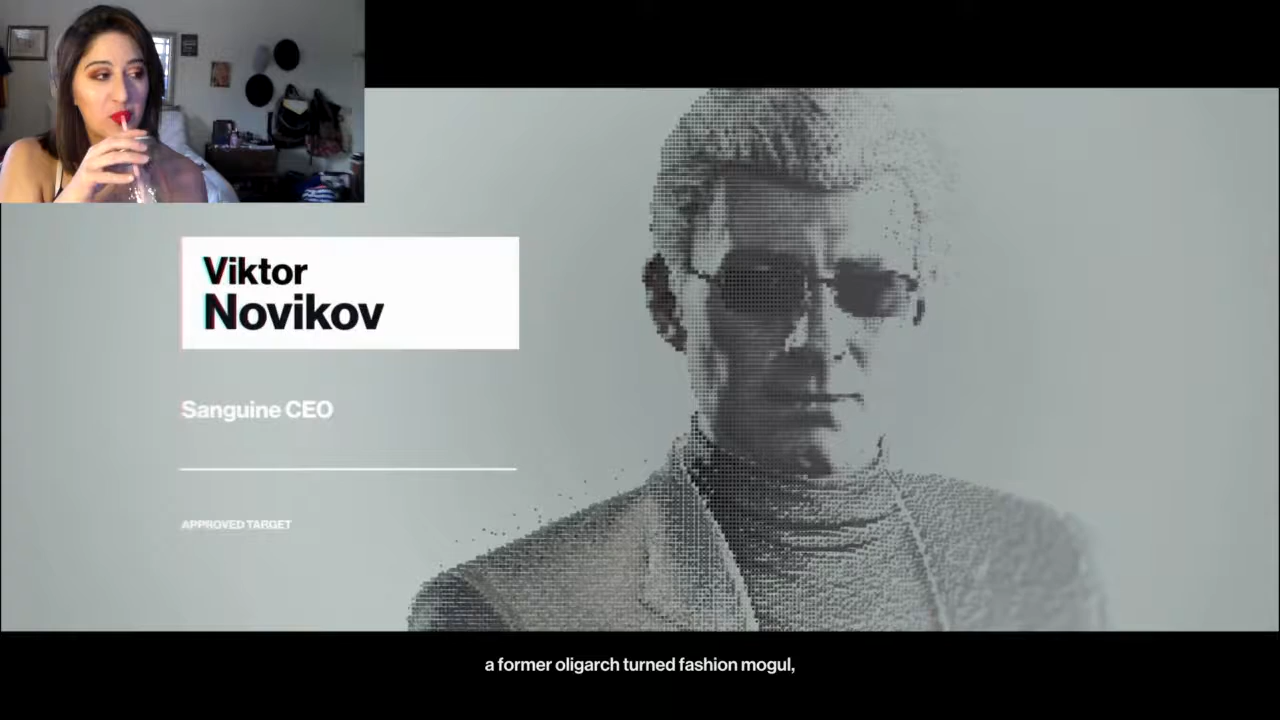 Viktor
Novikov
Sanguine CEO
APPROVED TARGET
a former oligarch turned fashion mogul,